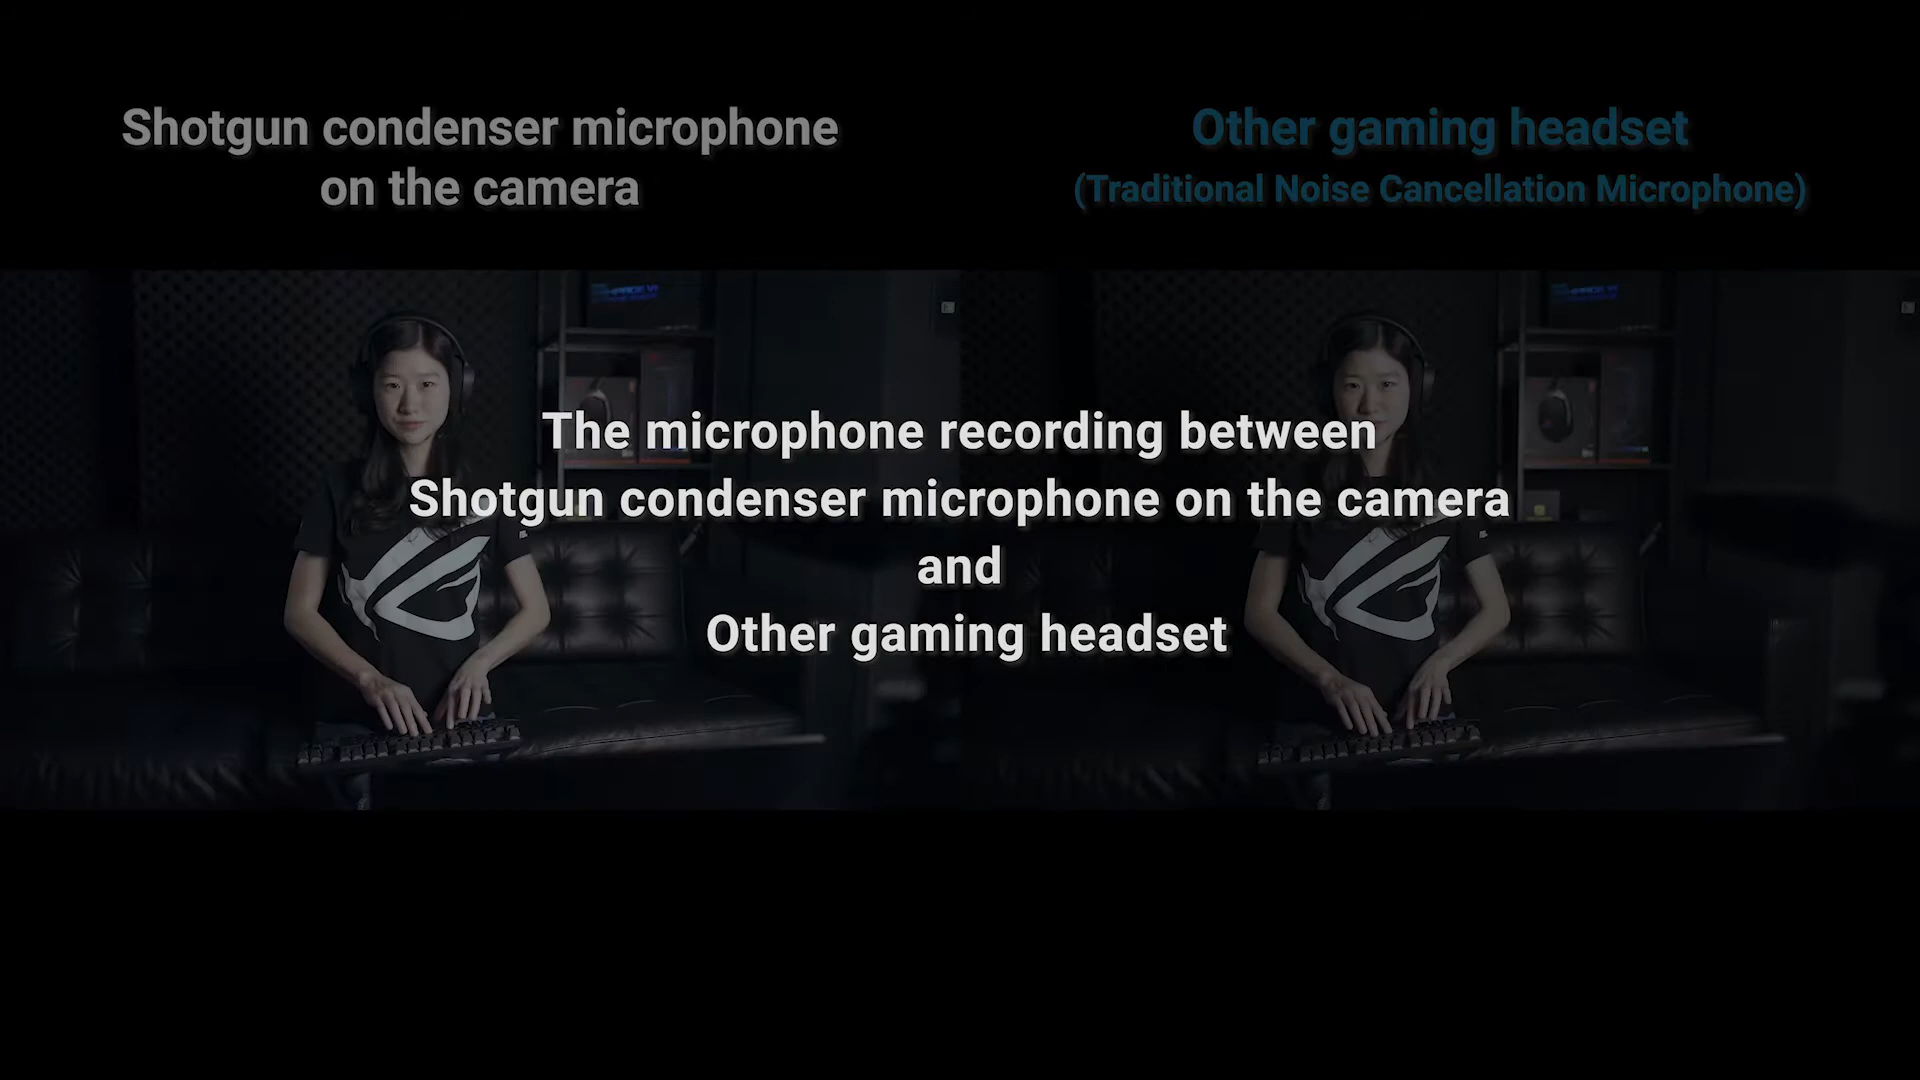 Shotgun condenser microphone
on the camera
Other gaming headset
(Traditional Noise Cancellation Microphone)
The microphone recording between
Shotgun condenser microphone on the camera
and
Other gaming headset